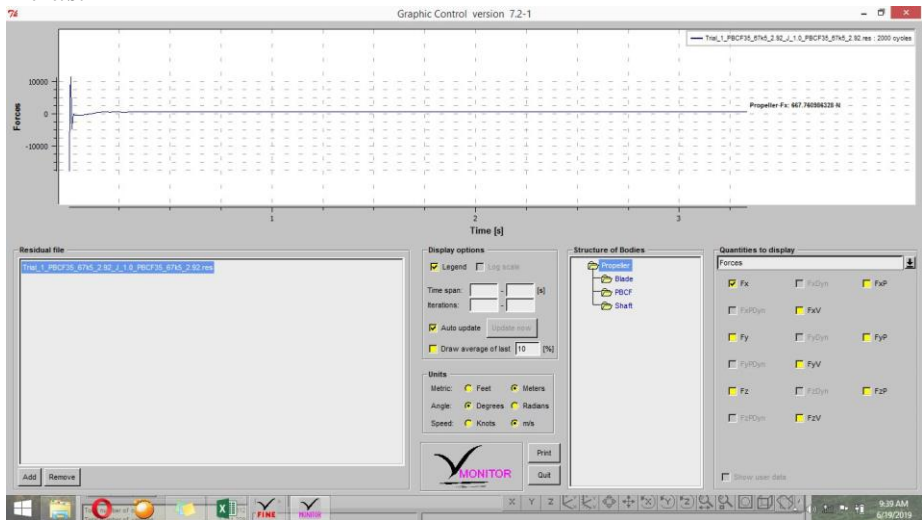 Graphic Control version 7.2-1
Trial_1_PBCF35_67k5_2.92_J_1.0_PBCF35_67k5_2.92.res : 2000 cycles
10000
0
-10000
Forces
Propeller Fx: 667.760986328 N
1
2
3
Time [s]
Residual file
Trial_1_PBCF35_67k5_2.92_J_1.0_PBCF35_67k5_2.92.res
Add Remove
Display options
Legend Log scale
Time span: - [s]
Iterations: -
Auto update Update now
Draw average of last 10 [%]
Units
Metric: Feet Meters
Angle: Degrees Radians
Speed: Knots m/s
MONITOR
Print
Quit
Structure of Bodies
Propeller
Blade
PBCF
Shaft
Quantities to display
Forces
Fx FxDyn FxP
FxPDyn FxV
Fy FyDyn FyP
FyPDyn FyV
Fz FzDyn FzP
FzPDyn FzV
Show user data
FINE
MONITOR
X Y Z
9:39 AM
6/19/2019